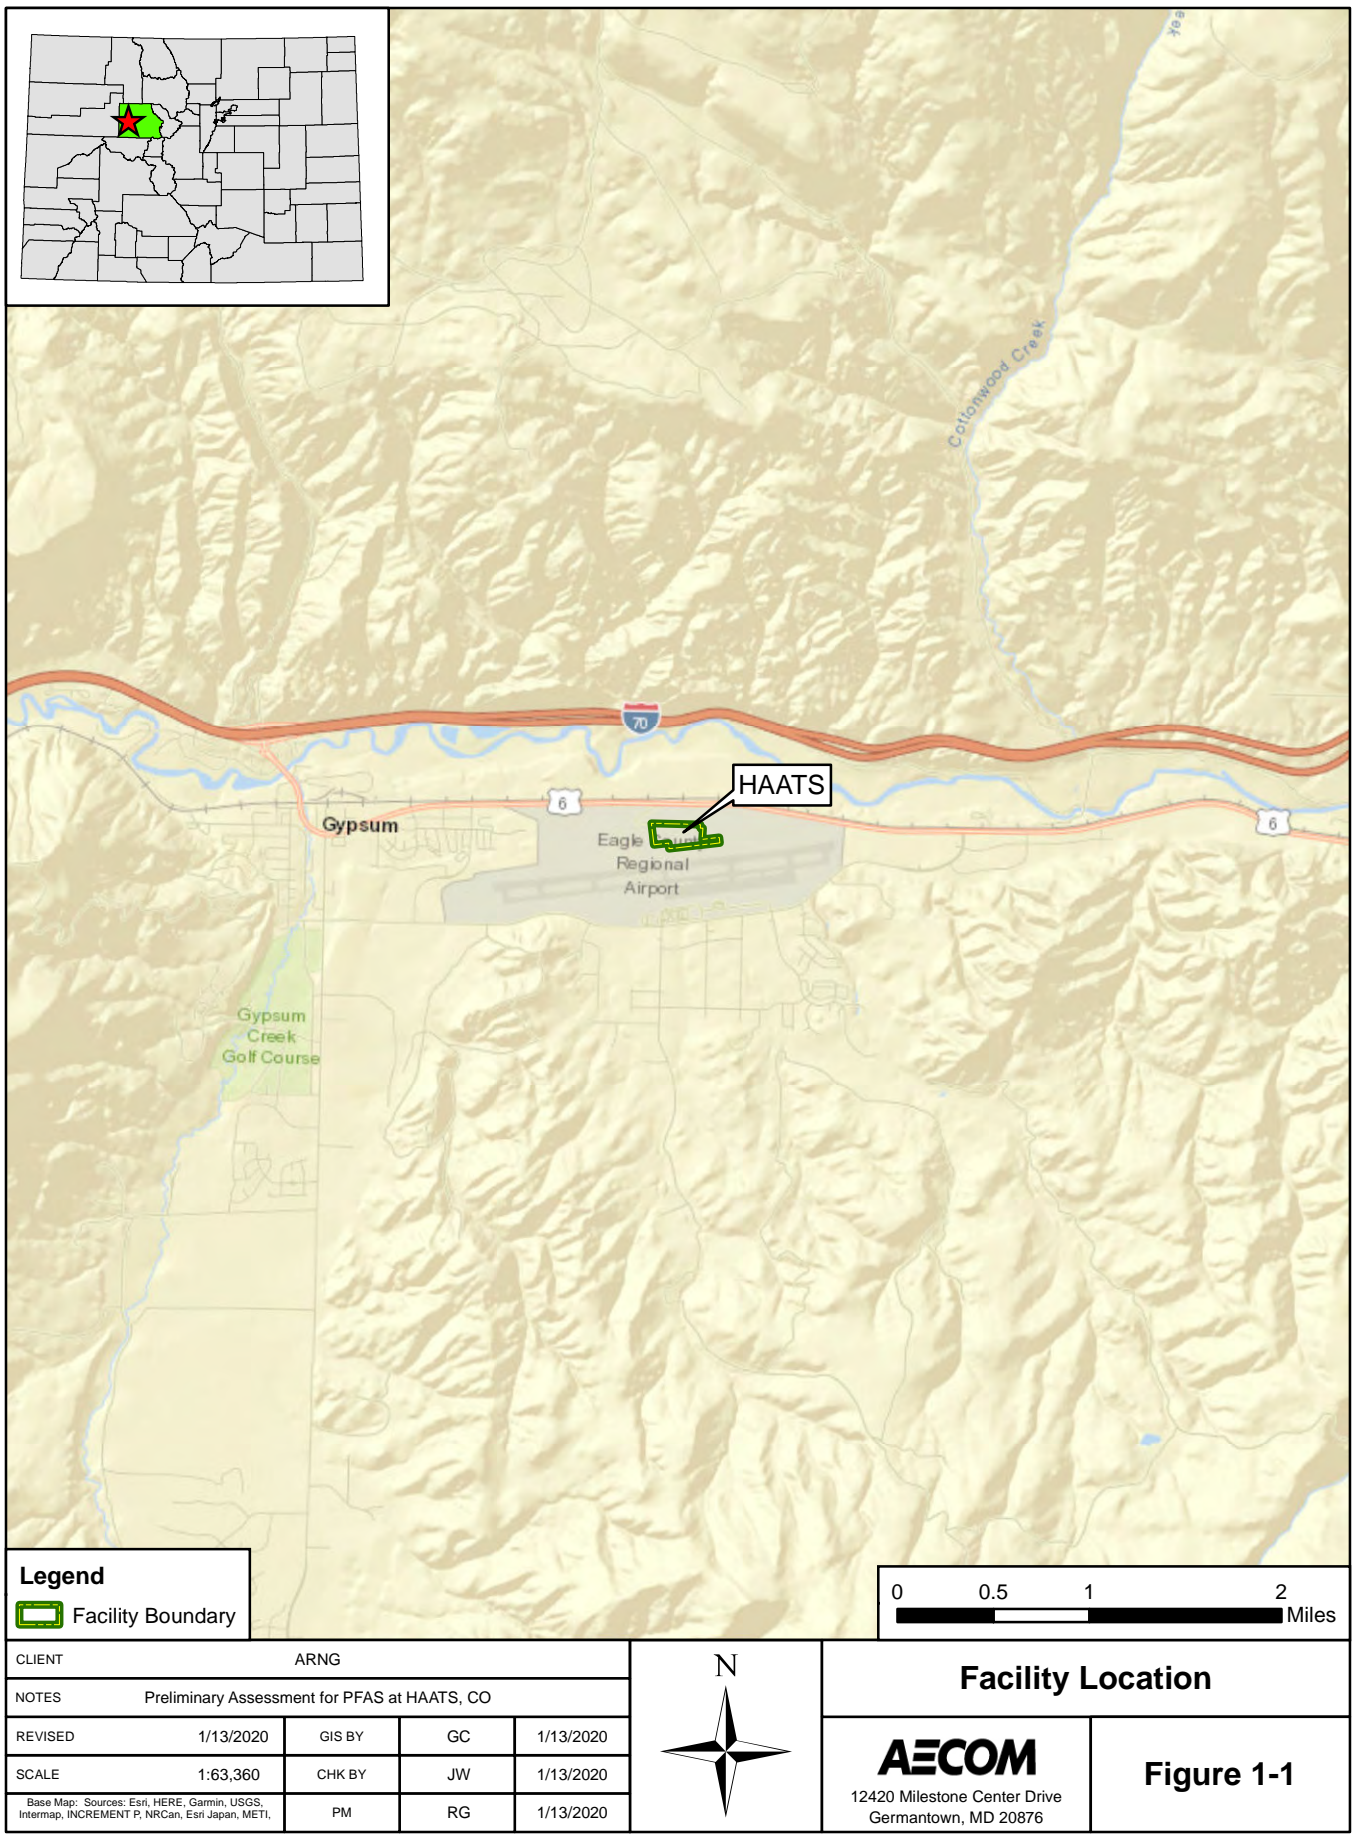 eek
Cottonwood Creek
70
HAATS
6
6
Gypsum
Eagle County
Regional
Airport
Gypsum
Creek
Golf Course
Legend
Facility Boundary
0 0.5 1 2
Miles
CLIENT ARNG
NOTES Preliminary Assessment for PFAS at HAATS, CO
REVISED 1/13/2020 GIS BY GC 1/13/2020
SCALE 1:63,360 CHK BY JW 1/13/2020
Base Map: Sources: Esri, HERE, Garmin, USGS,
Intermap, INCREMENT P, NRCan, Esri Japan, METI,
PM RG 1/13/2020
N
Facility Location
AECOM
12420 Milestone Center Drive
Germantown, MD 20876
Figure 1-1